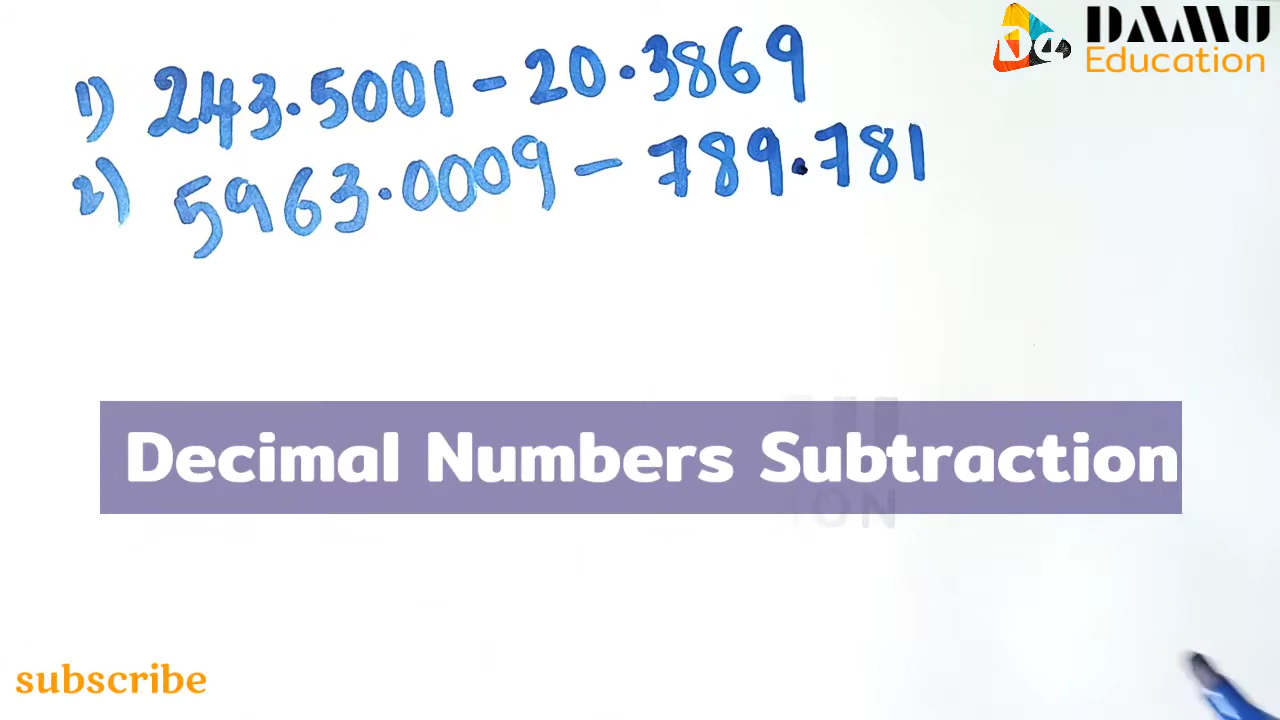 DAMU
Education
1) 243.5001 - 20.3869
2) 5963.0009 - 789.781
Decimal Numbers Subtraction
subscribe